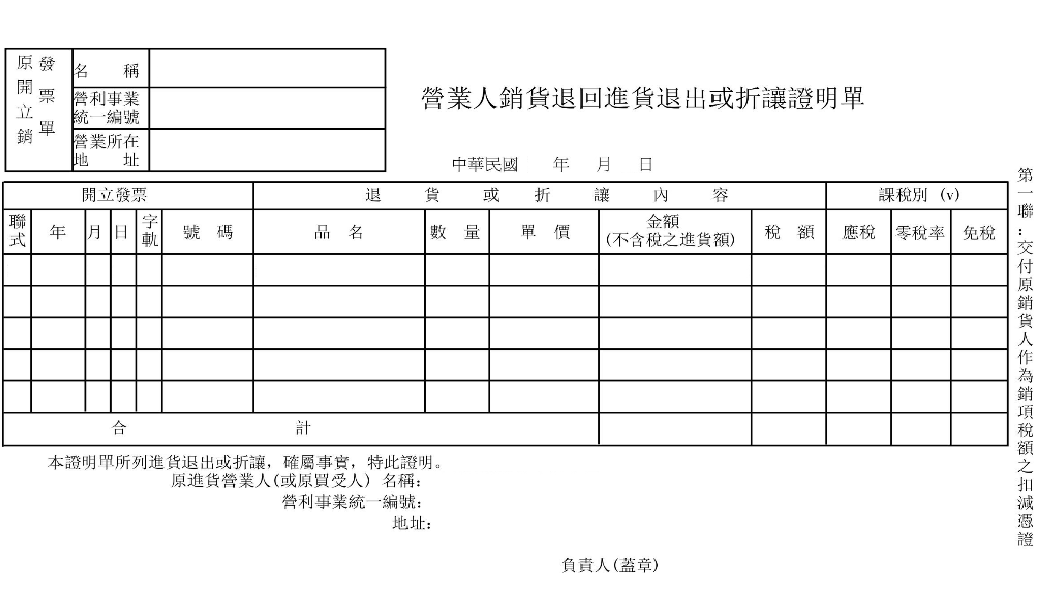 原開立銷
發票單
名 稱
營利事業
統一編號
營業所在
地 址
營業人銷貨退回進貨退出或折讓證明單
中華民國 年 月 日
開立發票 退 貨 或 折 讓 內 容 課稅別 (v)
聯式 年 月 日 字軌 號 碼 品 名 數 量 單 價 金額(不含稅之進貨額) 稅 額 應稅 零稅率 免稅
合 計
本證明單所列進貨退出或折讓，確屬事實，特此證明。
原進貨營業人(或原買受人) 名稱：
營利事業統一編號：
地址：
負責人(蓋章)
第一聯：交付原銷貨人作為銷項稅額之扣減憑證